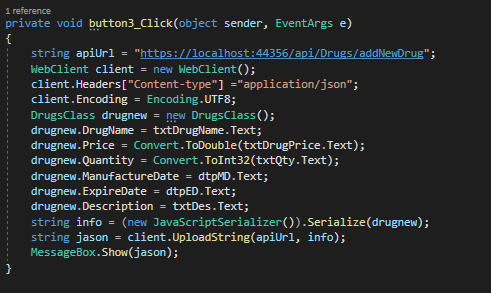 1 reference
private void button3_Click(object sender, EventArgs e)
{
string apiUrl = "https://localhost:44356/api/Drugs/addNewDrug";
WebClient client = new WebClient();
client.Headers["Content-type"] ="application/json";
client.Encoding = Encoding.UTF8;
DrugsClass drugnew = new DrugsClass();
drugnew.DrugName = txtDrugName.Text;
drugnew.Price = Convert.ToDouble(txtDrugPrice.Text);
drugnew.Quantity = Convert.ToInt32(txtQty.Text);
drugnew.ManufactureDate = dtpMD.Text;
drugnew.ExpireDate = dtpED.Text;
drugnew.Description = txtDes.Text;
string info = (new JavaScriptSerializer()).Serialize(drugnew);
string jason = client.UploadString(apiUrl, info);
MessageBox.Show(jason);
}